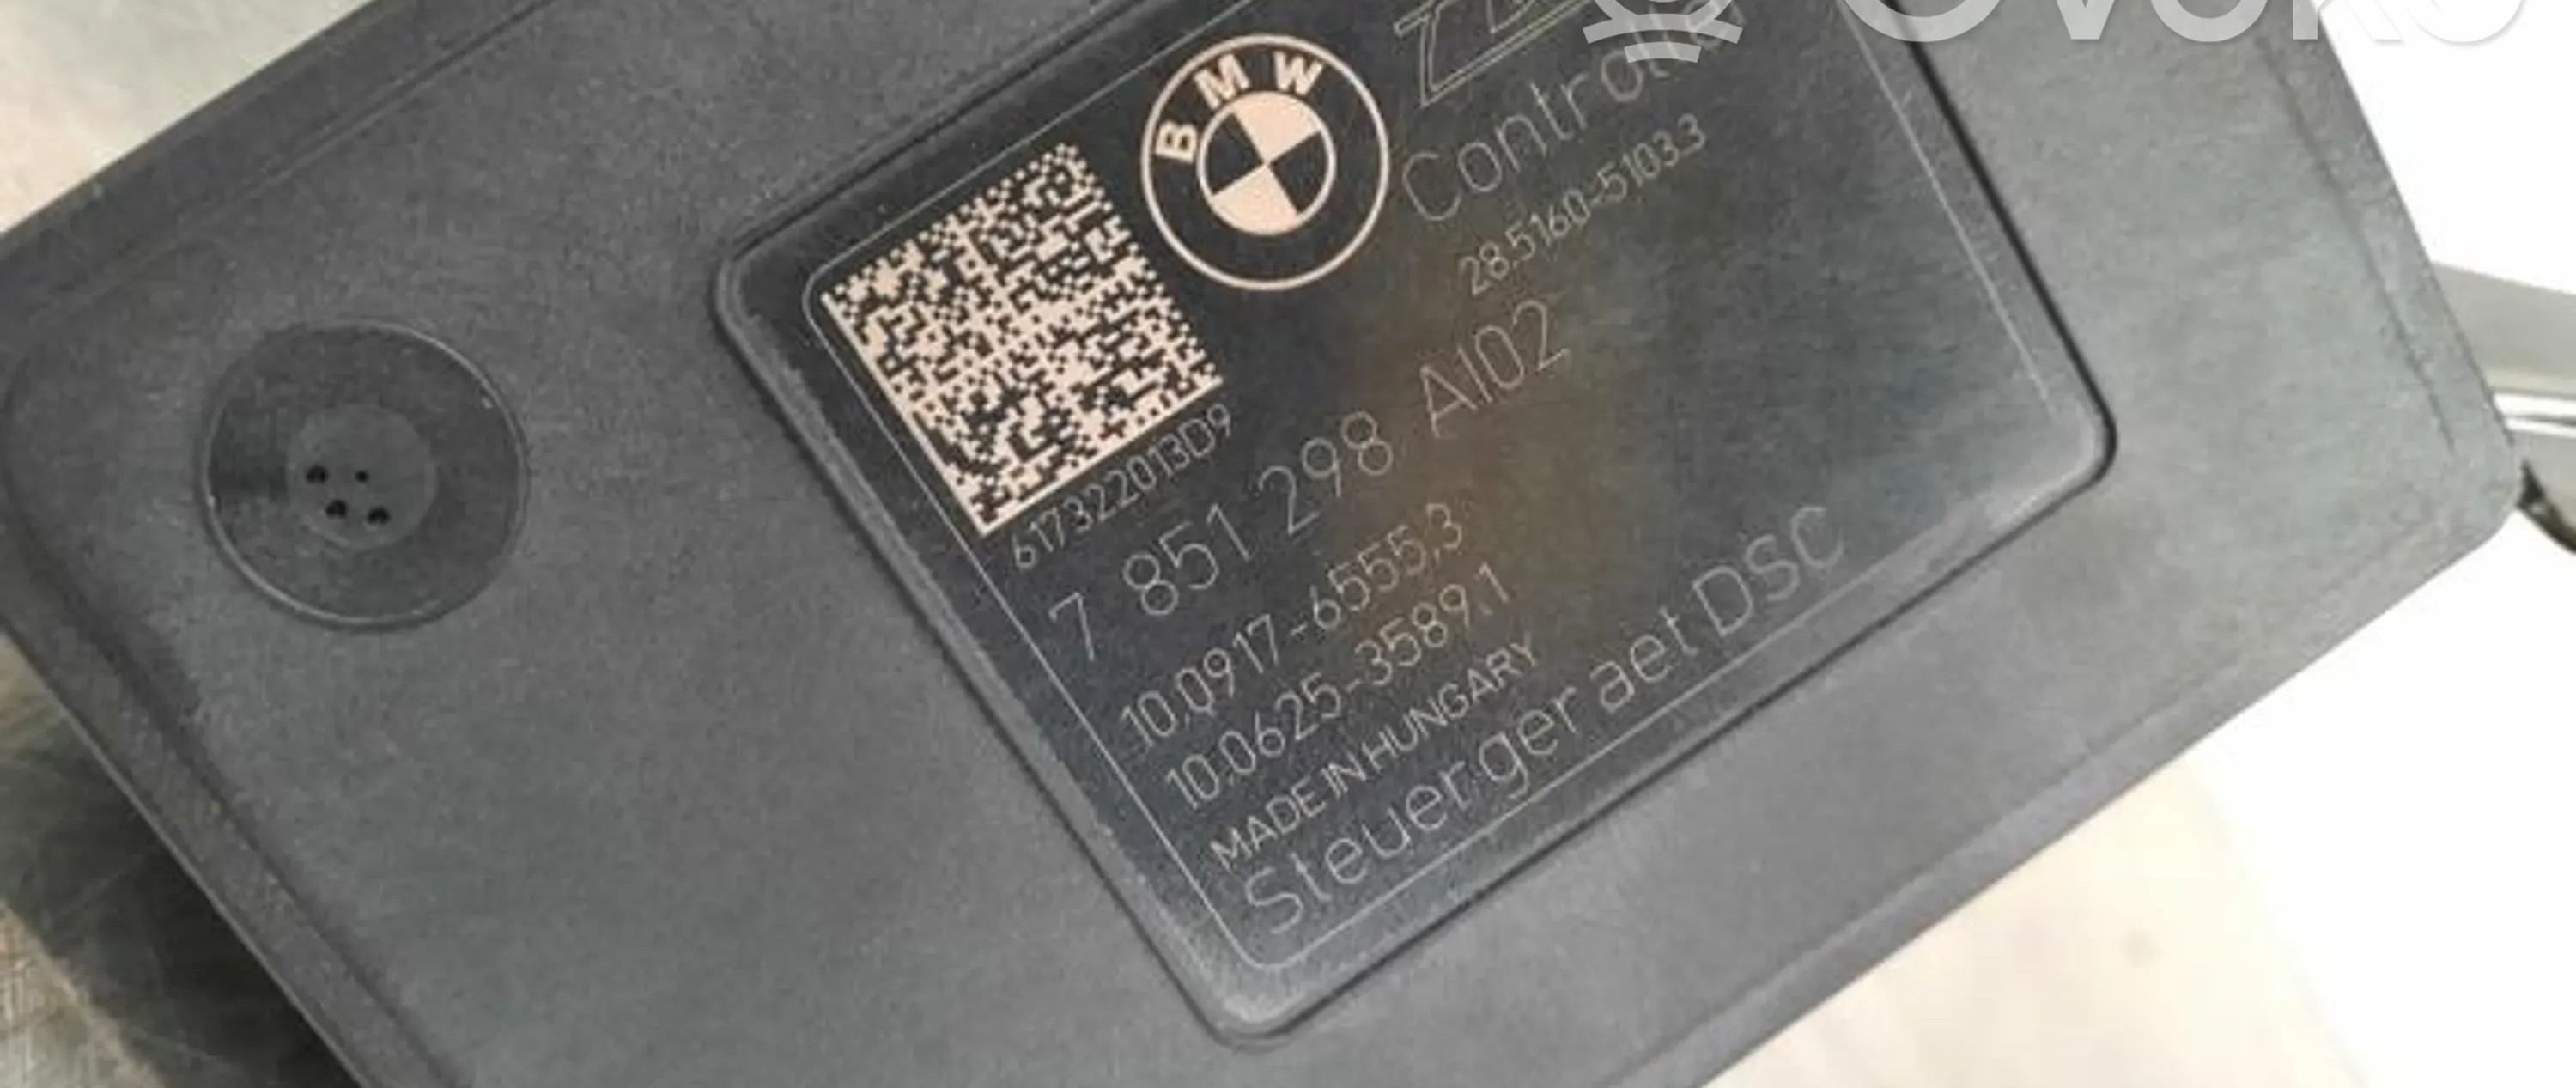 BMW
Control
28.5160-5103.3
617322013D9
7 851 298 AI02
10.0917-6555.3
10.0625-3589.1
MADE IN HUNGARY
Steuergeraet DSC